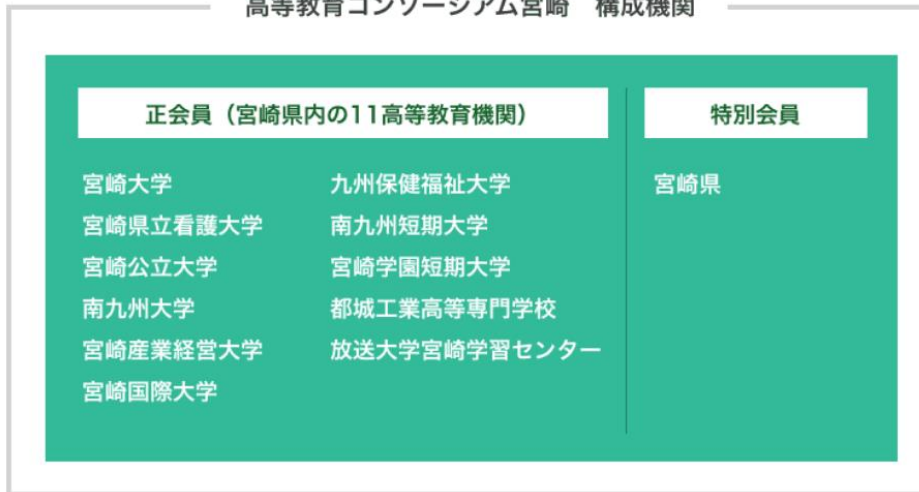 高等教育コンソーシアム宮崎　構成機関
正会員（宮崎県内の11高等教育機関）
宮崎大学
宮崎県立看護大学
宮崎公立大学
南九州大学
宮崎産業経営大学
宮崎国際大学
九州保健福祉大学
南九州短期大学
宮崎学園短期大学
都城工業高等専門学校
放送大学宮崎学習センター
特別会員
宮崎県